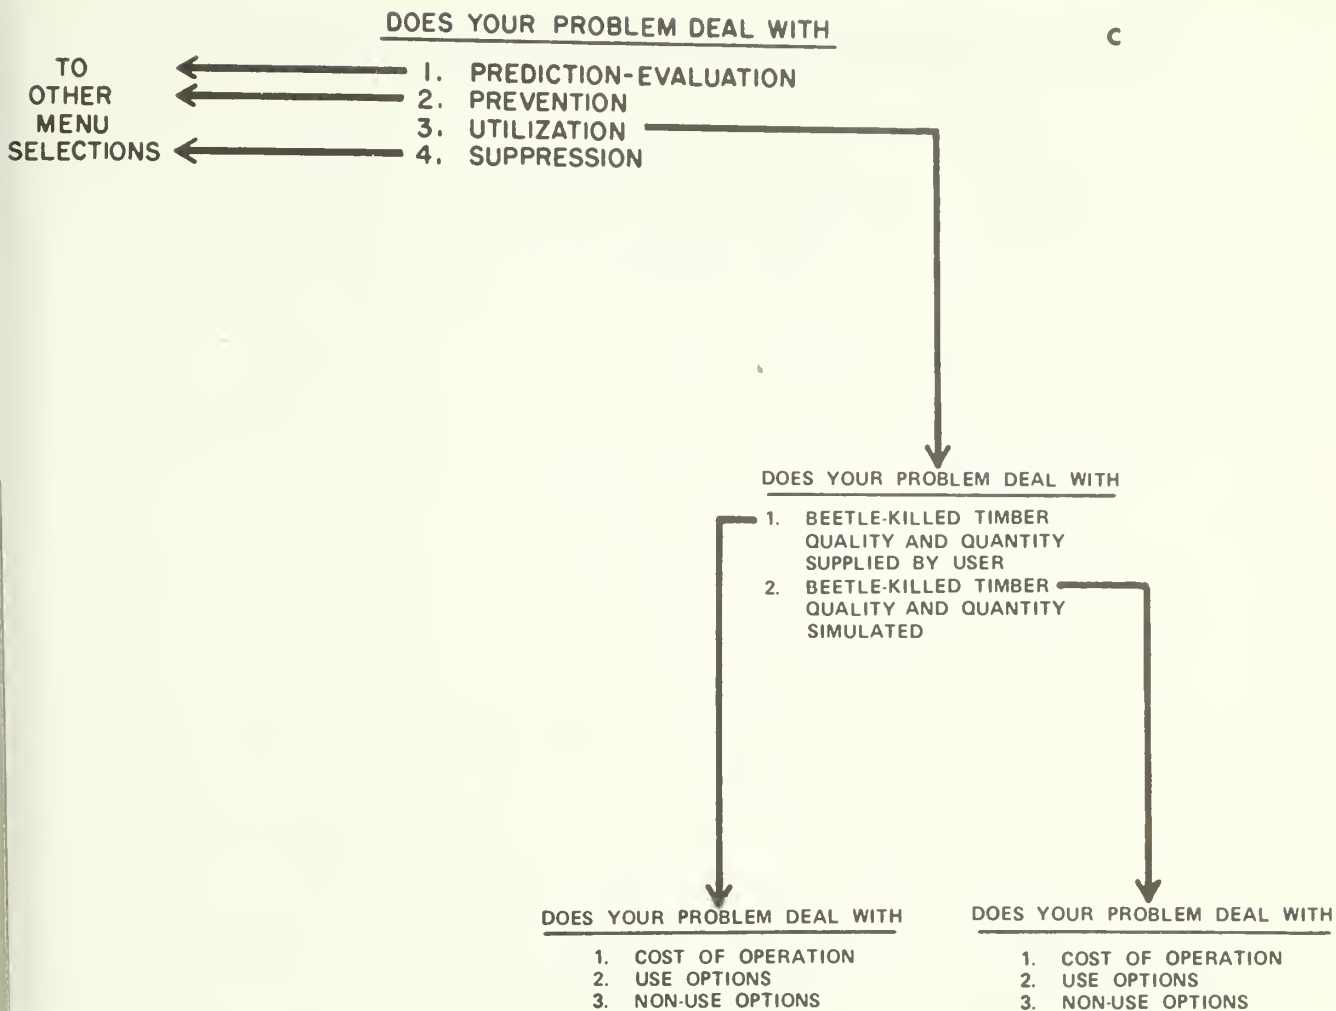 DOES YOUR PROBLEM DEAL WITH
C
TO
OTHER
MENU
SELECTIONS
1. PREDICTION-EVALUATION
2. PREVENTION
3. UTILIZATION
4. SUPPRESSION
DOES YOUR PROBLEM DEAL WITH
1. BEETLE-KILLED TIMBER
QUALITY AND QUANTITY
SUPPLIED BY USER
2. BEETLE-KILLED TIMBER
QUALITY AND QUANTITY
SIMULATED
DOES YOUR PROBLEM DEAL WITH
1. COST OF OPERATION
2. USE OPTIONS
3. NON-USE OPTIONS
DOES YOUR PROBLEM DEAL WITH
1. COST OF OPERATION
2. USE OPTIONS
3. NON-USE OPTIONS